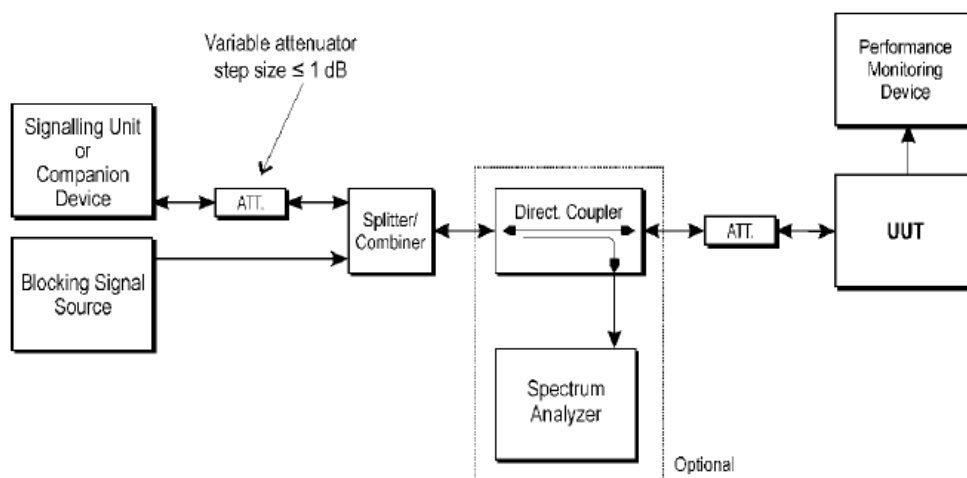 Variable attenuator
step size ≤ 1 dB
Signalling Unit
or
Companion
Device
ATT.
Splitter/
Combiner
Blocking Signal
Source
Direct. Coupler
Spectrum
Analyzer
Optional
ATT.
UUT
Performance
Monitoring
Device